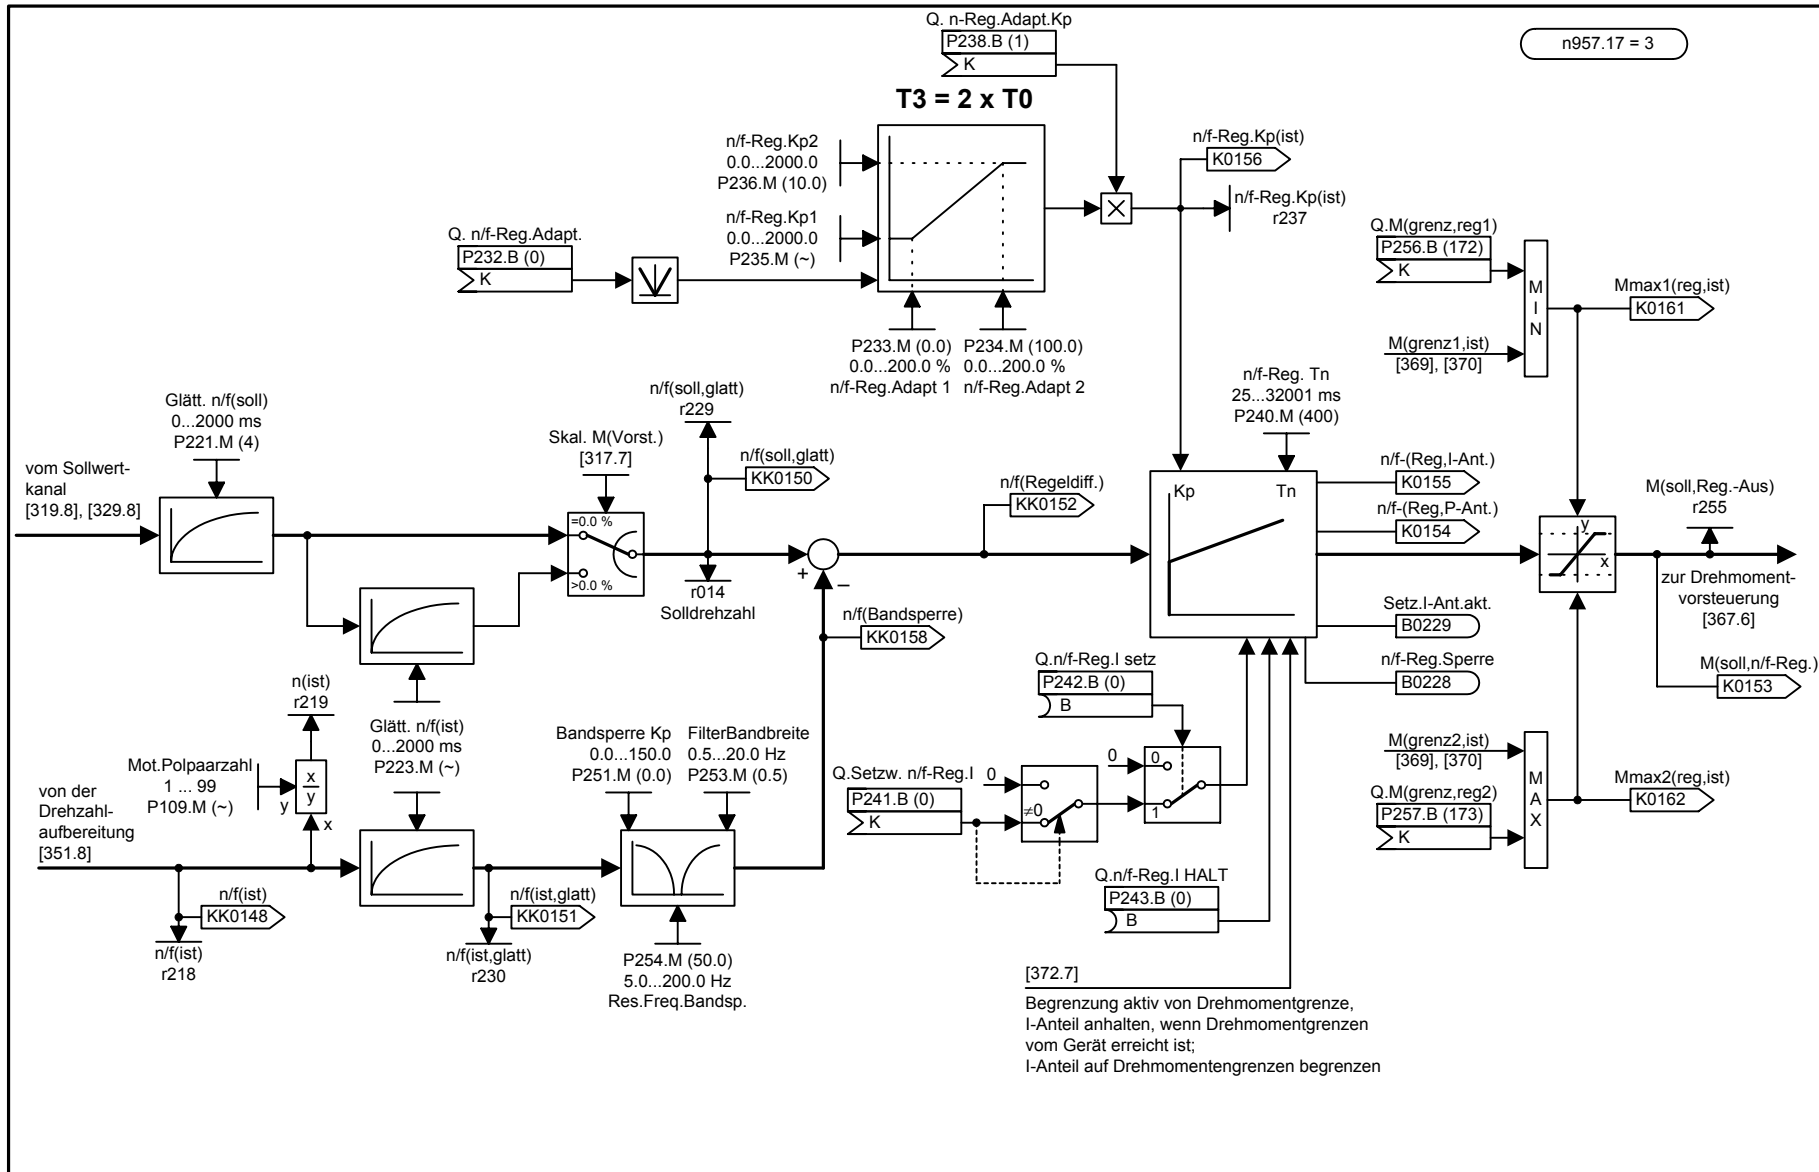 Q. n-Reg.Adapt.Kp
P238.B (1)
K
n957.17 = 3
T3 = 2 x T0
n/f-Reg.Kp2
0.0...2000.0
P236.M (10.0)
n/f-Reg.Kp1
0.0...2000.0
P235.M (~)
Q. n/f-Reg.Adapt.
P232.B (0)
K
P233.M (0.0)
0.0...200.0 %
n/f-Reg.Adapt 1
P234.M (100.0)
0.0...200.0 %
n/f-Reg.Adapt 2
×
n/f-Reg.Kp(ist)
K0156
n/f-Reg.Kp(ist)
r237
Q.M(grenz,reg1)
P256.B (172)
K
M(grenz1,ist)
[369], [370]
M
I
N
Mmax1(reg,ist)
K0161
Glätt. n/f(soll)
0...2000 ms
P221.M (4)
vom Sollwert-
kanal
[319.8], [329.8]
Skal. M(Vorst.)
[317.7]
=0.0 %
>0.0 %
n/f(soll,glatt)
r229
n/f(soll,glatt)
KK0150
r014
Solldrehzahl
+
–
n/f(Regeldiff.)
KK0152
n/f(Bandsperre)
KK0158
n/f-Reg. Tn
25...32001 ms
P240.M (400)
Kp
Tn
n/f-(Reg,I-Ant.)
K0155
n/f-(Reg,P-Ant.)
K0154
Setz.I-Ant.akt.
B0229
n/f-Reg.Sperre
B0228
y
x
M(soll,Reg.-Aus)
r255
zur Drehmoment-
vorsteuerung
[367.6]
M(soll,n/f-Reg.)
K0153
n(ist)
r219
Mot.Polpaarzahl
1 ... 99
P109.M (~)
y
x
y
x
von der
Drehzahl-
aufbereitung
[351.8]
Glätt. n/f(ist)
0...2000 ms
P223.M (~)
n/f(ist)
KK0148
n/f(ist)
r218
n/f(ist,glatt)
KK0151
n/f(ist,glatt)
r230
Bandsperre Kp
0.0...150.0
P251.M (0.0)
FilterBandbreite
0.5...20.0 Hz
P253.M (0.5)
P254.M (50.0)
5.0...200.0 Hz
Res.Freq.Bandsp.
Q.n/f-Reg.I setz
P242.B (0)
B
Q.Setzw. n/f-Reg.I
P241.B (0)
K
0
≠0
0
0
1
Q.n/f-Reg.I HALT
P243.B (0)
B
[372.7]
Begrenzung aktiv von Drehmomentgrenze,
I-Anteil anhalten, wenn Drehmomentgrenzen
vom Gerät erreicht ist;
I-Anteil auf Drehmomentengrenzen begrenzen
M(grenz2,ist)
[369], [370]
Q.M(grenz,reg2)
P257.B (173)
K
M
A
X
Mmax2(reg,ist)
K0162